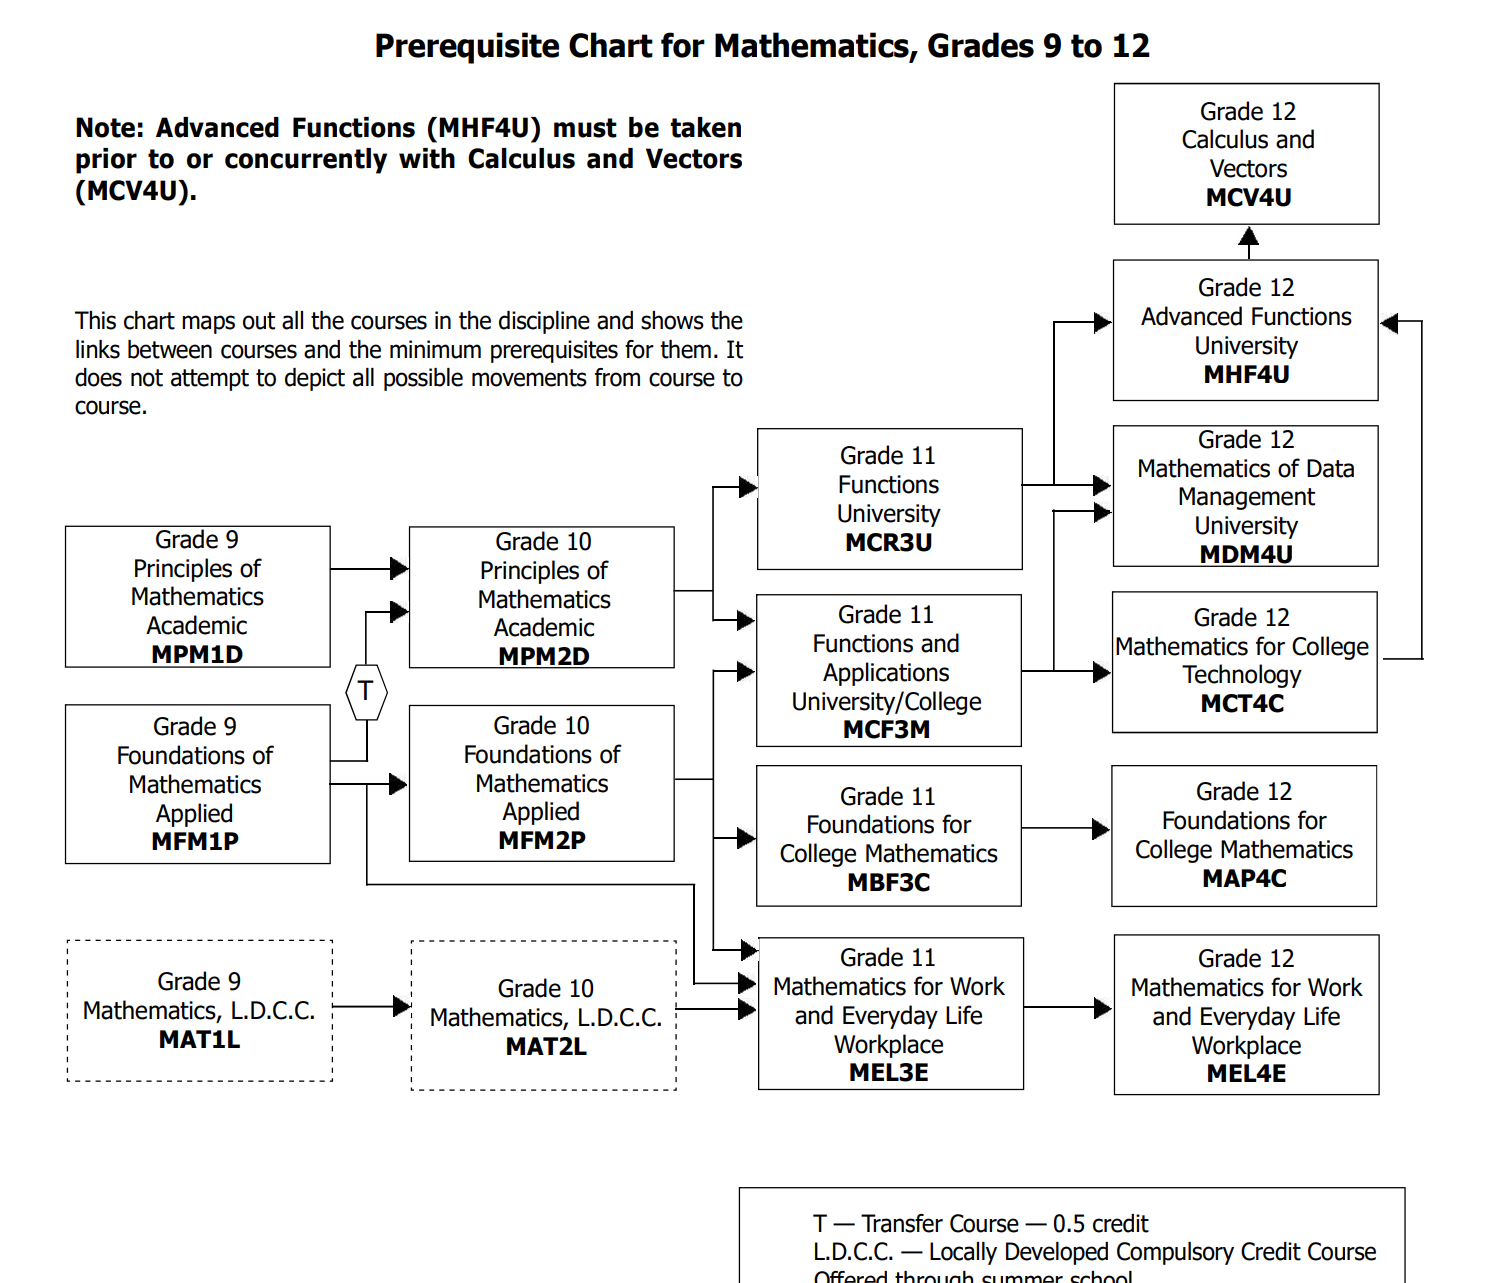 Prerequisite Chart for Mathematics, Grades 9 to 12
Note: Advanced Functions (MHF4U) must be taken
prior to or concurrently with Calculus and Vectors
(MCV4U).
This chart maps out all the courses in the discipline and shows the
links between courses and the minimum prerequisites for them. It
does not attempt to depict all possible movements from course to
course.
Grade 12
Calculus and
Vectors
MCV4U
Grade 12
Advanced Functions
University
MHF4U
Grade 11
Functions
University
MCR3U
Grade 12
Mathematics of Data
Management
University
MDM4U
Grade 9
Principles of
Mathematics
Academic
MPM1D
Grade 10
Principles of
Mathematics
Academic
MPM2D
Grade 11
Functions and
Applications
University/College
MCF3M
Grade 12
Mathematics for College
Technology
MCT4C
T
Grade 9
Foundations of
Mathematics
Applied
MFM1P
Grade 10
Foundations of
Mathematics
Applied
MFM2P
Grade 11
Foundations for
College Mathematics
MBF3C
Grade 12
Foundations for
College Mathematics
MAP4C
Grade 9
Mathematics, L.D.C.C.
MAT1L
Grade 10
Mathematics, L.D.C.C.
MAT2L
Grade 11
Mathematics for Work
and Everyday Life
Workplace
MEL3E
Grade 12
Mathematics for Work
and Everyday Life
Workplace
MEL4E
T — Transfer Course — 0.5 credit
L.D.C.C. — Locally Developed Compulsory Credit Course
Offered through summer school